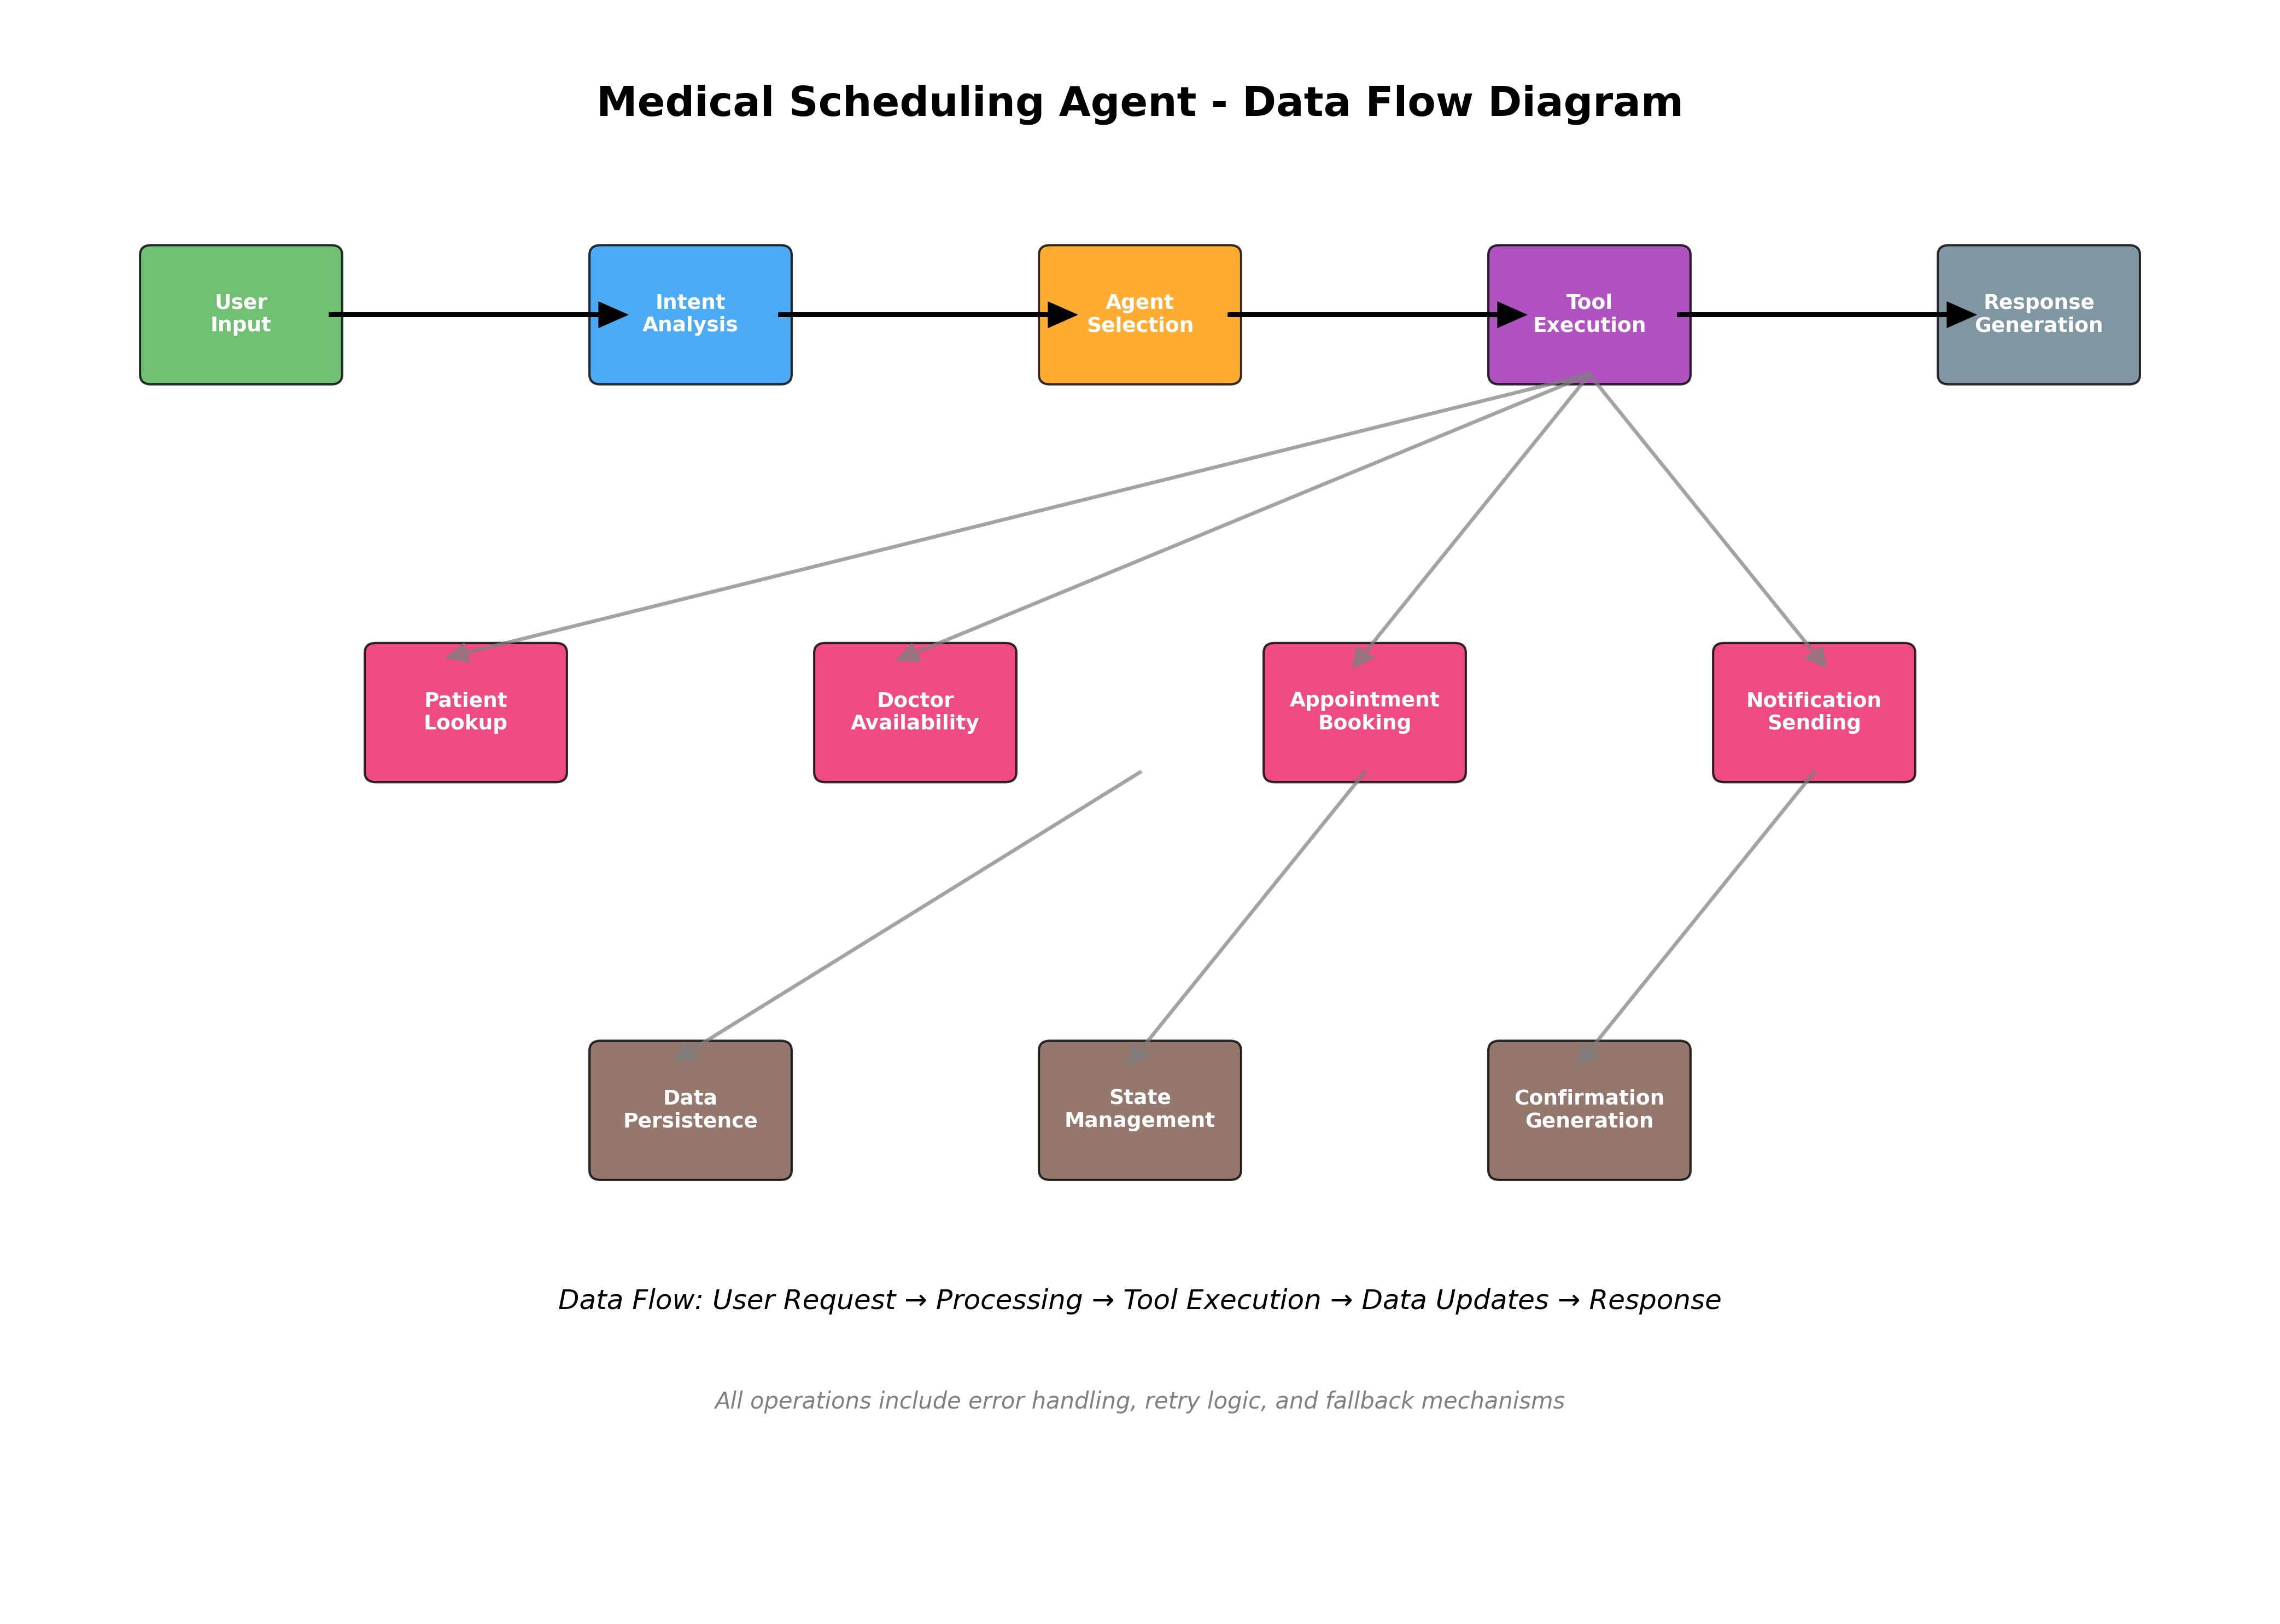 Medical Scheduling Agent - Data Flow Diagram
User
Input
Intent
Analysis
Agent
Selection
Tool
Execution
Response
Generation
Patient
Lookup
Doctor
Availability
Appointment
Booking
Notification
Sending
Data
Persistence
State
Management
Confirmation
Generation
Data Flow: User Request → Processing → Tool Execution → Data Updates → Response
All operations include error handling, retry logic, and fallback mechanisms